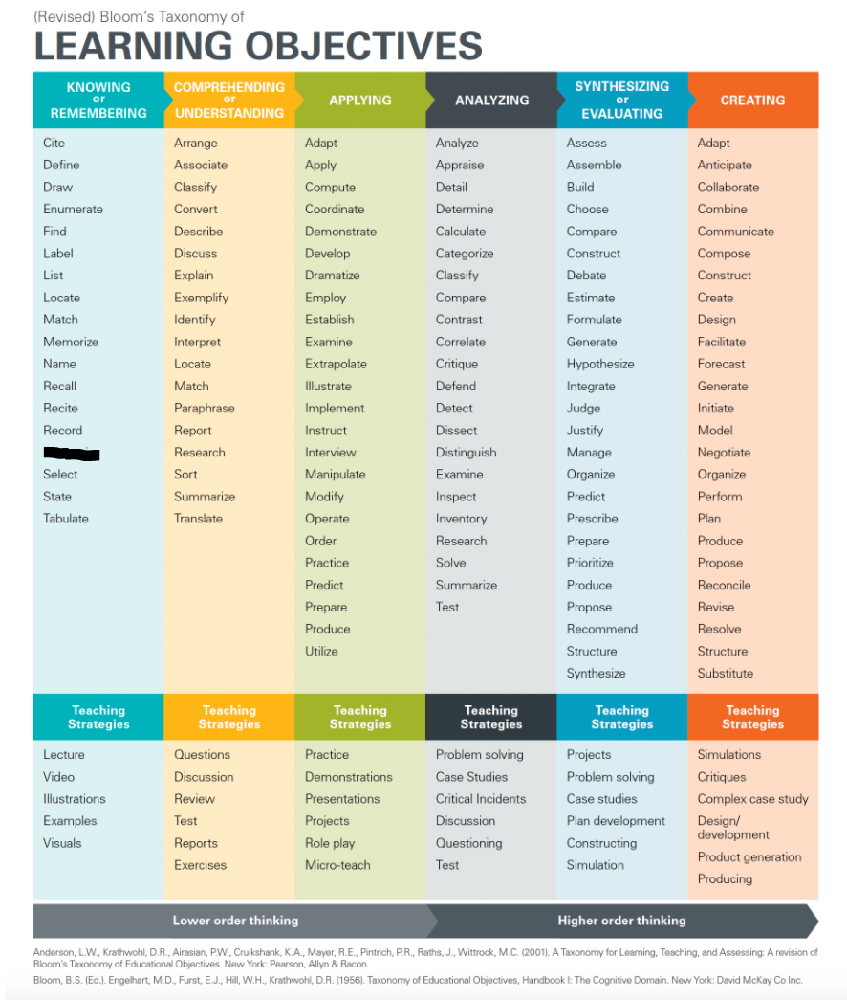 (Revised) Bloom's Taxonomy of
LEARNING OBJECTIVES
KNOWING
or
REMEMBERING
Cite
Define
Draw
Enumerate
Find
Label
List
Locate
Match
Memorize
Name
Recall
Recite
Record
Select
State
Tabulate
COMPREHENDING
or
UNDERSTANDING
Arrange
Associate
Classify
Convert
Describe
Discuss
Explain
Exemplify
Identify
Interpret
Locate
Match
Paraphrase
Report
Research
Sort
Summarize
Translate
APPLYING
Adapt
Apply
Compute
Coordinate
Demonstrate
Develop
Dramatize
Employ
Establish
Examine
Extrapolate
Illustrate
Implement
Instruct
Interview
Manipulate
Modify
Operate
Order
Practice
Predict
Prepare
Produce
Utilize
ANALYZING
Analyze
Appraise
Detail
Determine
Calculate
Categorize
Classify
Compare
Contrast
Correlate
Critique
Defend
Detect
Dissect
Distinguish
Examine
Inspect
Inventory
Research
Solve
Summarize
Test
SYNTHESIZING
or
EVALUATING
Assess
Assemble
Build
Choose
Compare
Construct
Debate
Estimate
Formulate
Generate
Hypothesize
Integrate
Judge
Justify
Manage
Organize
Predict
Prescribe
Prepare
Prioritize
Produce
Propose
Recommend
Structure
Synthesize
CREATING
Adapt
Anticipate
Collaborate
Combine
Communicate
Compose
Construct
Create
Design
Facilitate
Forecast
Generate
Initiate
Model
Negotiate
Organize
Perform
Plan
Produce
Propose
Reconcile
Revise
Resolve
Structure
Substitute
Teaching
Strategies
Lecture
Video
Illustrations
Examples
Visuals
Teaching
Strategies
Questions
Discussion
Review
Test
Reports
Exercises
Teaching
Strategies
Practice
Demonstrations
Presentations
Projects
Role play
Micro-teach
Teaching
Strategies
Problem solving
Case Studies
Critical Incidents
Discussion
Questioning
Test
Teaching
Strategies
Projects
Problem solving
Case studies
Plan development
Constructing
Simulation
Teaching
Strategies
Simulations
Critiques
Complex case study
Design/
development
Product generation
Producing
Lower order thinking
Higher order thinking
Anderson, L.W., Krathwohl, D.R., Airasian, P.W., Cruikshank, K.A., Mayer, R.E., Pintrich, P.R., Raths, J., Wittrock, M.C. (2001). A Taxonomy for Learning, Teaching, and Assessing: A revision of
Bloom's Taxonomy of Educational Objectives. New York: Pearson, Allyn & Bacon.
Bloom, B.S. (Ed.). Engelhart, M.D., Furst, E.J., Hill, W.H., Krathwohl, D.R. (1956). Taxonomy of Educational Objectives, Handbook I: The Cognitive Domain. New York: David McKay Co Inc.